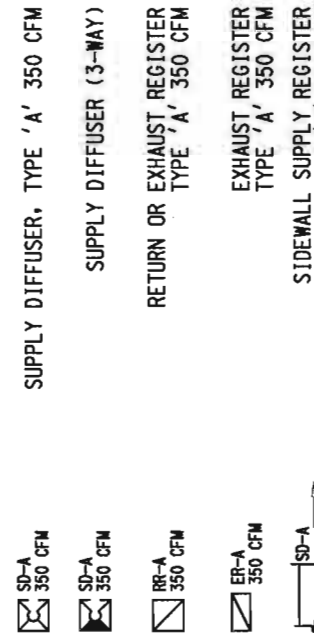 SD-A
350 CFM
SUPPLY DIFFUSER, TYPE 'A' 350 CFM
SD-A
350 CFM
SUPPLY DIFFUSER (3-WAY)
RR-A
350 CFM
RETURN OR EXHAUST REGISTER
TYPE 'A' 350 CFM
ER-A
350 CFM
EXHAUST REGISTER
TYPE 'A' 350 CFM
SD-A
SIDEWALL SUPPLY REGISTER